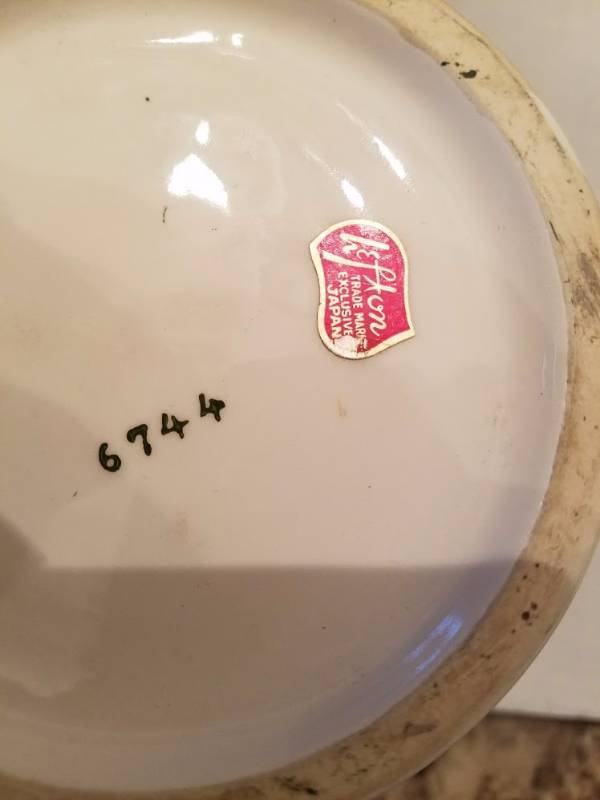 Lefton
TRADE MARK
EXCLUSIVE
JAPAN
6744